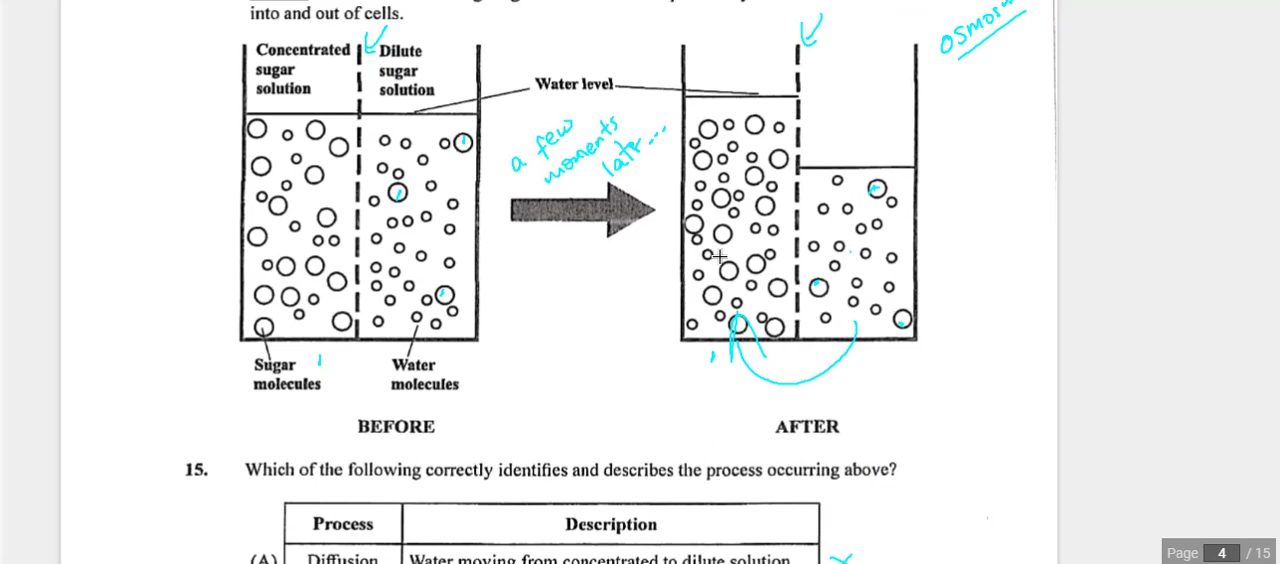 into and out of cells.
Concentrated
sugar
solution
Dilute
sugar
solution
Water level
osmosis
a few
moments
later...
Sugar
molecules
Water
molecules
BEFORE
AFTER
15. Which of the following correctly identifies and describes the process occurring above?
Process Description
(A) Diffusion Water moving from concentrated to dilute solution
Page 4 / 15